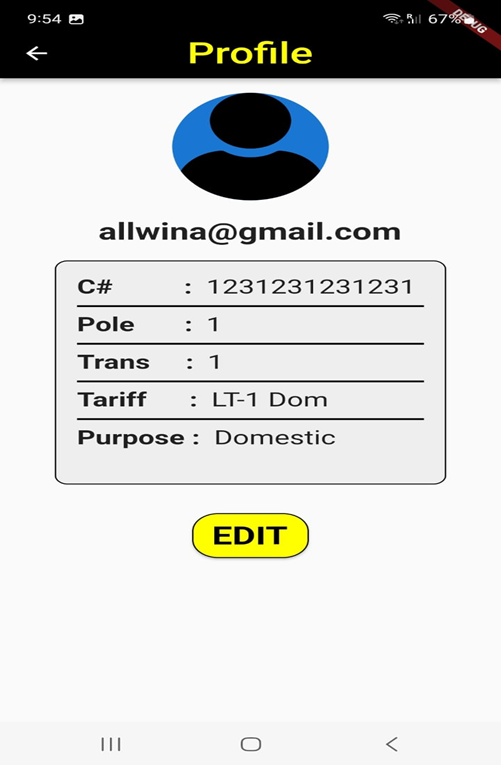 9:54 R 67% DEBUG
Profile
allwina@gmail.com
C# : 1231231231231
Pole : 1
Trans : 1
Tariff : LT-1 Dom
Purpose : Domestic
EDIT